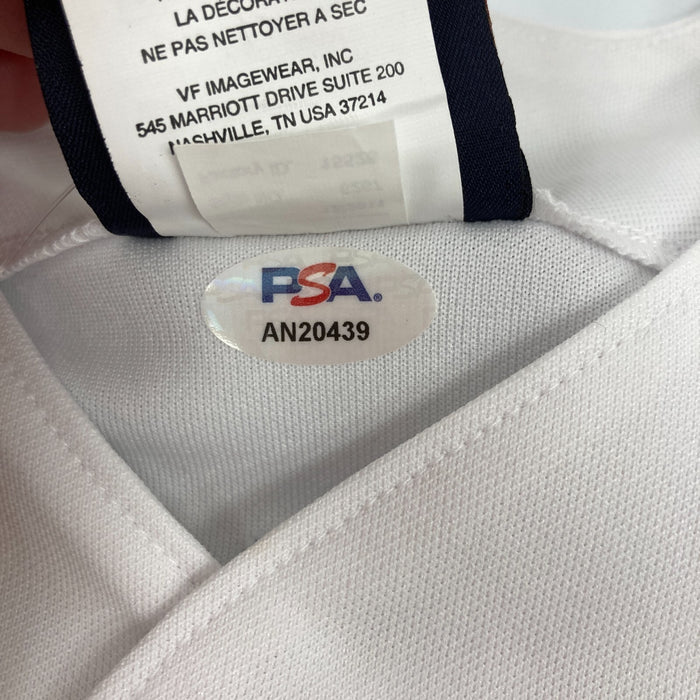 LA DÉCORAT
NE PAS NETTOYER A SEC
VF IMAGEWEAR, INC
545 MARRIOTT DRIVE SUITE 200
NASHVILLE, TN USA 37214
PSA®
AN20439